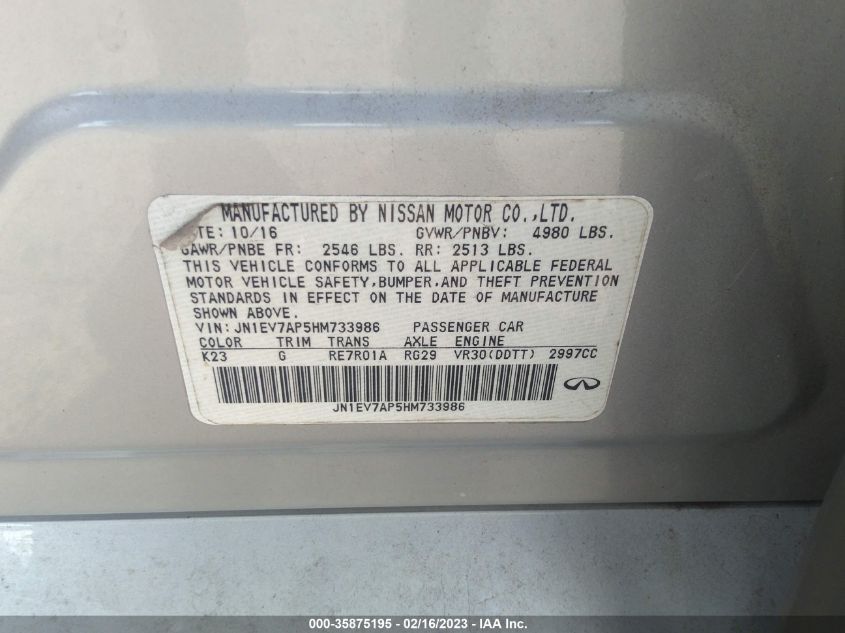 MANUFACTURED BY NISSAN MOTOR CO.,LTD.
TE: 10/16 GVWR/PNBV: 4980 LBS.
GAWR/PNBE FR: 2546 LBS. RR: 2513 LBS.
THIS VEHICLE CONFORMS TO ALL APPLICABLE FEDERAL
MOTOR VEHICLE SAFETY,BUMPER,AND THEFT PREVENTION
STANDARDS IN EFFECT ON THE DATE OF MANUFACTURE
SHOWN ABOVE.
VIN: JN1EV7AP5HM733986 PASSENGER CAR
COLOR TRIM TRANS AXLE ENGINE
K23 G RE7R01A RG29 VR30(DDTT) 2997CC
JN1EV7AP5HM733986
000-35875195 - 02/16/2023 - IAA Inc.